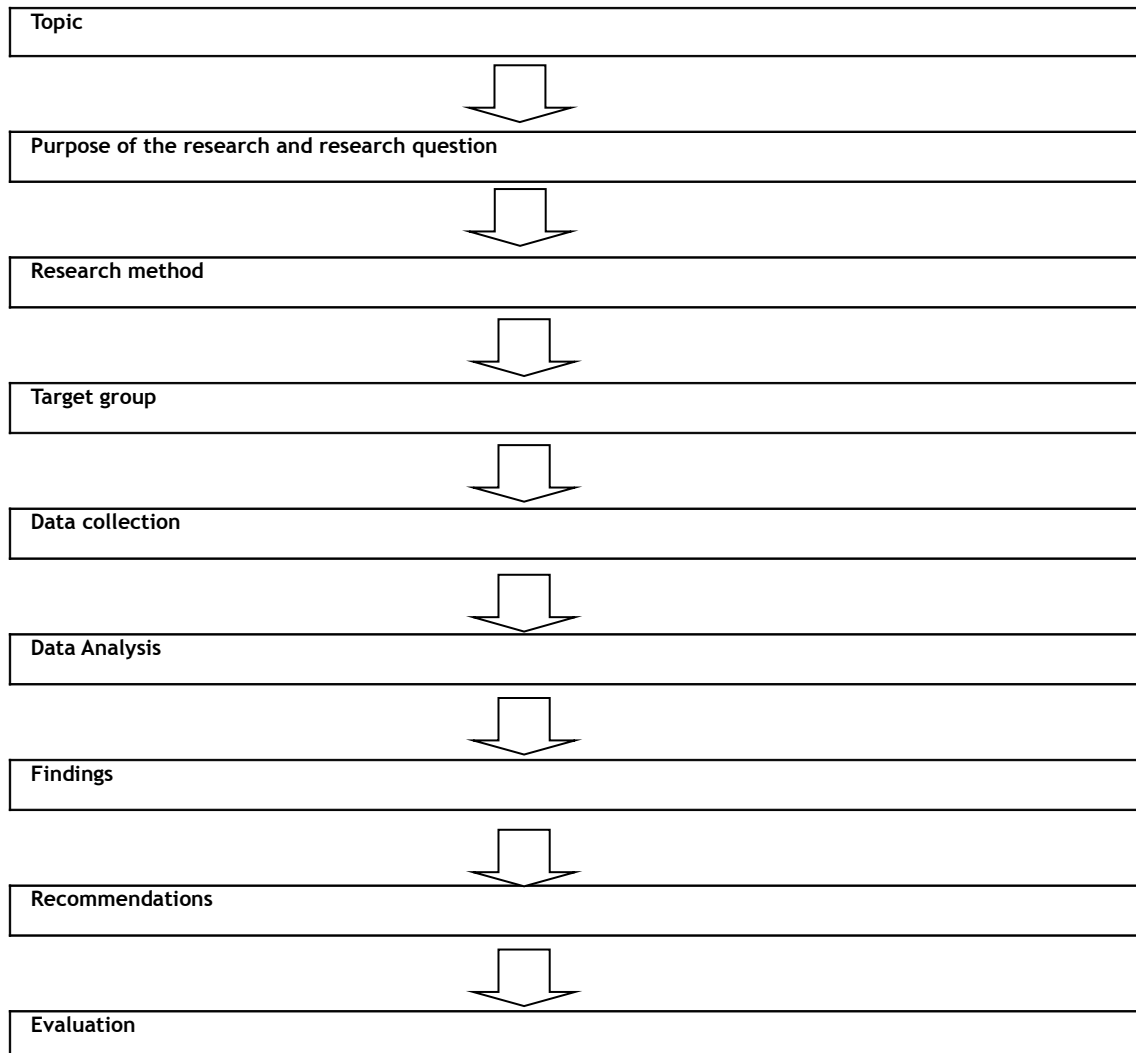 Topic
Purpose of the research and research question
Research method
Target group
Data collection
Data Analysis
Findings
Recommendations
Evaluation